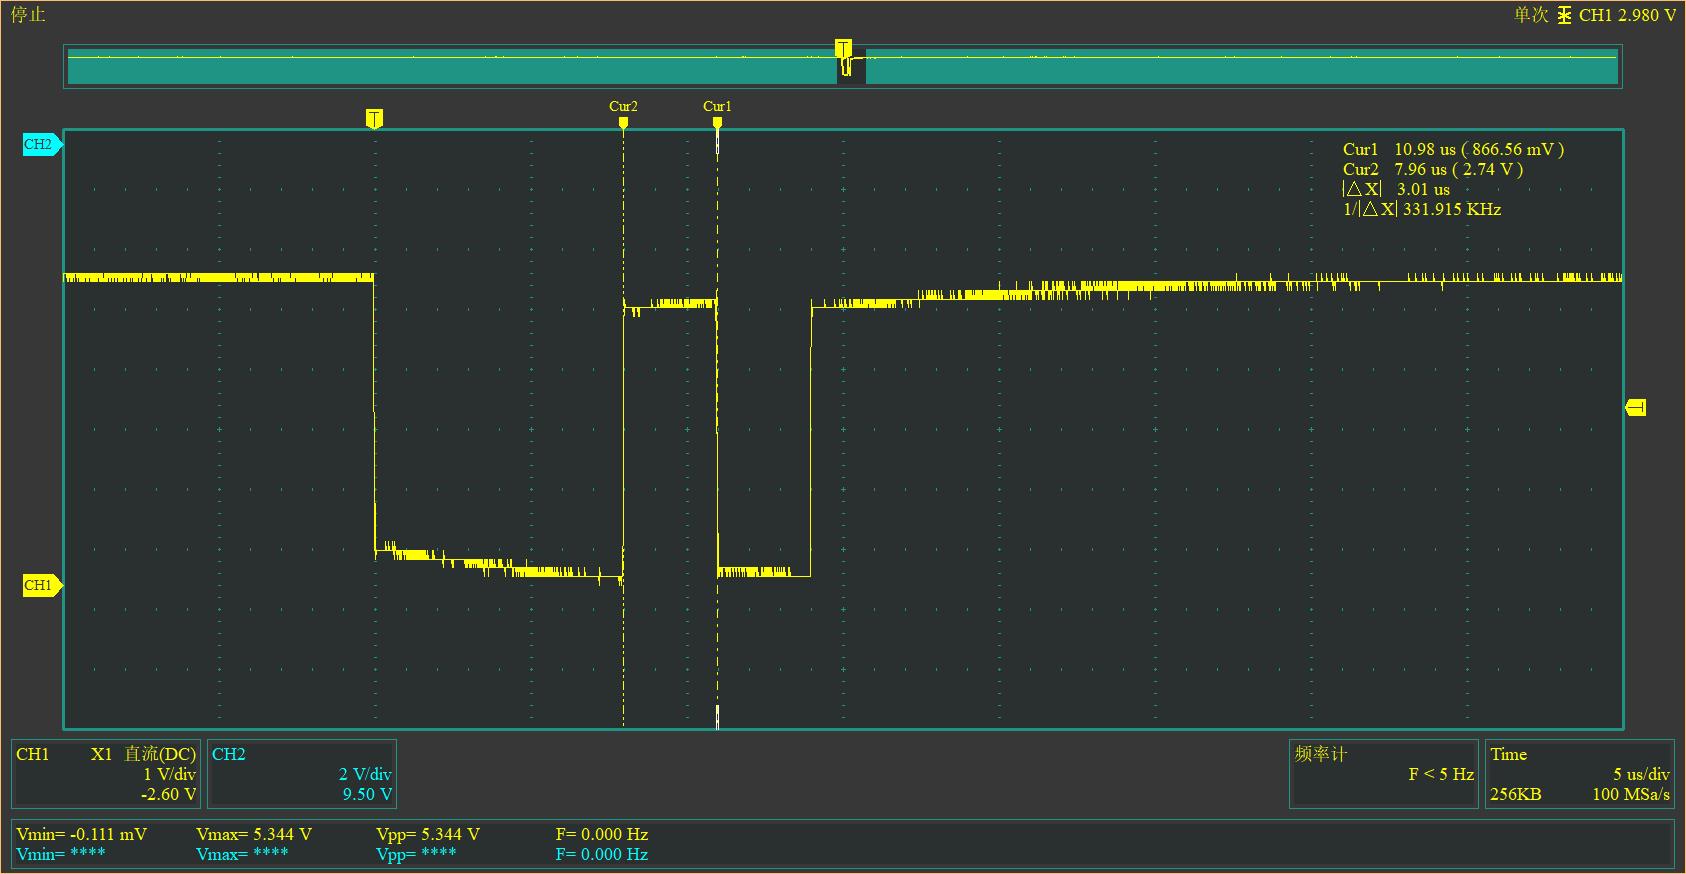 停止
单次 CH1 2.980 V
T
Cur2 Cur1
T
CH2
Cur1 10.98 us ( 866.56 mV )
Cur2 7.96 us ( 2.74 V )
|△X| 3.01 us
1/|△X| 331.915 KHz
T
CH1
CH1 X1 直流(DC)
1 V/div
-2.60 V
CH2
2 V/div
9.50 V
频率计
F < 5 Hz
Time
5 us/div
256KB 100 MSa/s
Vmin= -0.111 mV Vmax= 5.344 V Vpp= 5.344 V F= 0.000 Hz
Vmin= **** Vmax= **** Vpp= **** F= 0.000 Hz